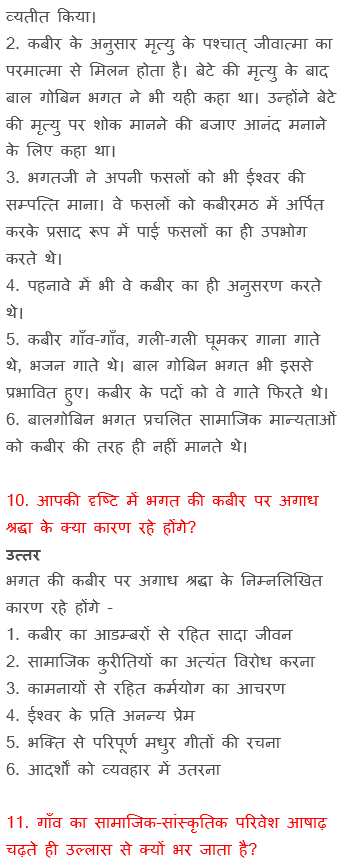 व्यतीत किया।
2. कबीर के अनुसार मृत्यु के पश्चात् जीवात्मा का
परमात्मा से मिलन होता है। बेटे की मृत्यु के बाद
बाल गोबिन भगत ने भी यही कहा था। उन्होंने बेटे
की मृत्यु पर शोक मानने की बजाए आनंद मनाने
के लिए कहा था।
3. भगतजी ने अपनी फसलों को भी ईश्वर की
सम्पत्ति माना। वे फसलों को कबीरमठ में अर्पित
करके प्रसाद रूप में पाई फसलों का ही उपभोग
करते थे।
4. पहनावे में भी वे कबीर का ही अनुसरण करते
थे।
5. कबीर गाँव-गाँव, गली-गली घूमकर गाना गाते
थे, भजन गाते थे। बाल गोबिन भगत भी इससे
प्रभावित हुए। कबीर के पदों को वे गाते फिरते थे।
6. बालगोबिन भगत प्रचलित सामाजिक मान्यताओं
को कबीर की तरह ही नहीं मानते थे।
10. आपकी दृष्टि में भगत की कबीर पर अगाध
श्रद्धा के क्या कारण रहे होंगे?
उत्तर
भगत की कबीर पर अगाध श्रद्धा के निम्नलिखित
कारण रहे होंगे -
1. कबीर का आडम्बरों से रहित सादा जीवन
2. सामाजिक कुरीतियों का अत्यंत विरोध करना
3. कामनायों से रहित कर्मयोग का आचरण
4. ईश्वर के प्रति अनन्य प्रेम
5. भक्ति से परिपूर्ण मधुर गीतों की रचना
6. आदर्शों को व्यवहार में उतरना
11. गाँव का सामाजिक-सांस्कृतिक परिवेश आषाढ़
चढ़ते ही उल्लास से क्यों भर जाता है?